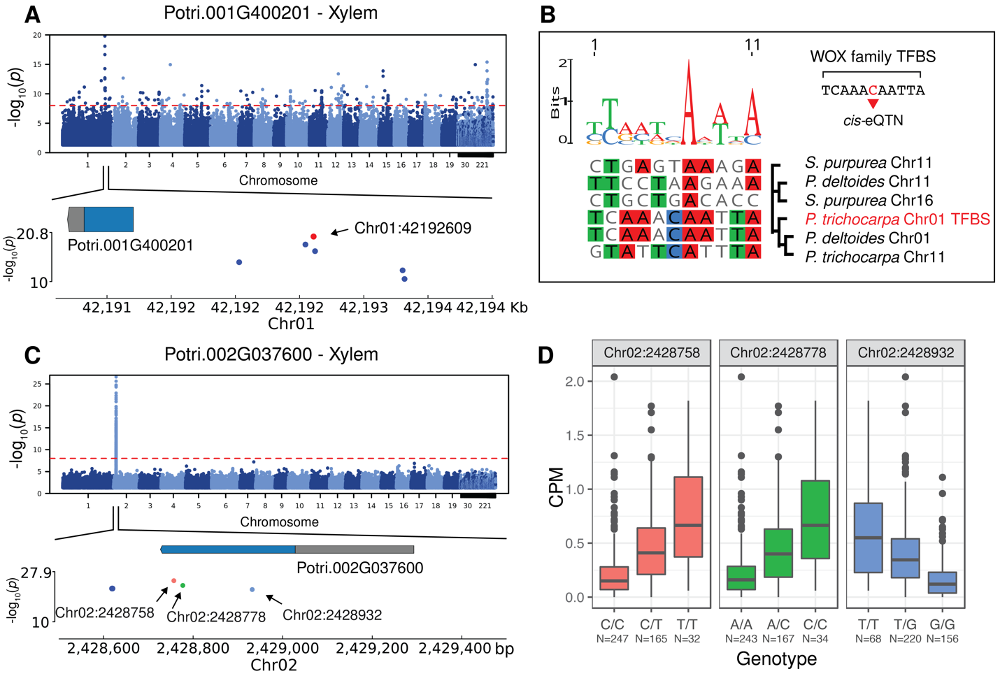 A
Potri.001G400201 - Xylem
-log10(p)
20
15
10
5
0
1 2 3 4 5 6 7 8 9 10 11 12 13 14 15 16 17 18 19 30 221
Chromosome
Potri.001G400201
Chr01:42192609
-log10(p)
20.8
10
42,191 42,192 42,192 42,192 42,193 42,194 42,194 Kb
Chr01
B
1 11
Bits
2
1
0
WOX family TFBS
TCAAACAATTA
cis-eQTN
CTGAGTAAAGA
TTCCTAAGAAA
CTGCTGACACC
TCAAACAATTA
TCAAACAATTA
GTATTCATTTA
S. purpurea Chr11
P. deltoides Chr11
S. purpurea Chr16
P. trichocarpa Chr01 TFBS
P. deltoides Chr01
P. trichocarpa Chr11
C
Potri.002G037600 - Xylem
-log10(p)
25
20
15
10
5
0
1 2 3 4 5 6 7 8 9 10 11 12 13 14 15 16 17 18 19 30 221
Chromosome
Potri.002G037600
-log10(p)
27.9
10
Chr02:2428758
Chr02:2428778
Chr02:2428932
2,428,600 2,428,800 2,429,000 2,429,200 2,429,400 bp
Chr02
D
Chr02:2428758 Chr02:2428778 Chr02:2428932
CPM
2.0
1.5
1.0
0.5
0.0
C/C C/T T/T A/A A/C C/C T/T T/G G/G
N=247 N=165 N=32 N=243 N=167 N=34 N=68 N=220 N=156
Genotype